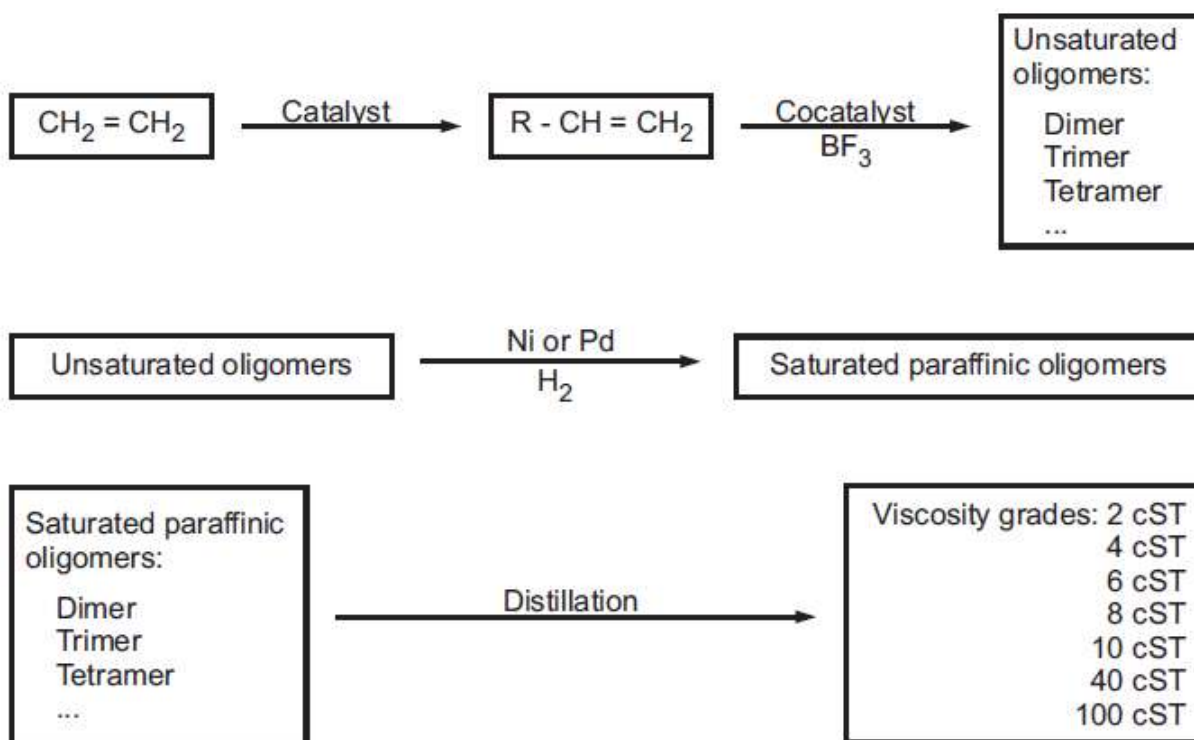 CH2 = CH2
Catalyst
R - CH = CH2
Cocatalyst
BF3
Unsaturated
oligomers:
Dimer
Trimer
Tetramer
...
Unsaturated oligomers
Ni or Pd
H2
Saturated paraffinic oligomers
Saturated paraffinic
oligomers:
Dimer
Trimer
Tetramer
...
Distillation
Viscosity grades: 2 cST
4 cST
6 cST
8 cST
10 cST
40 cST
100 cST